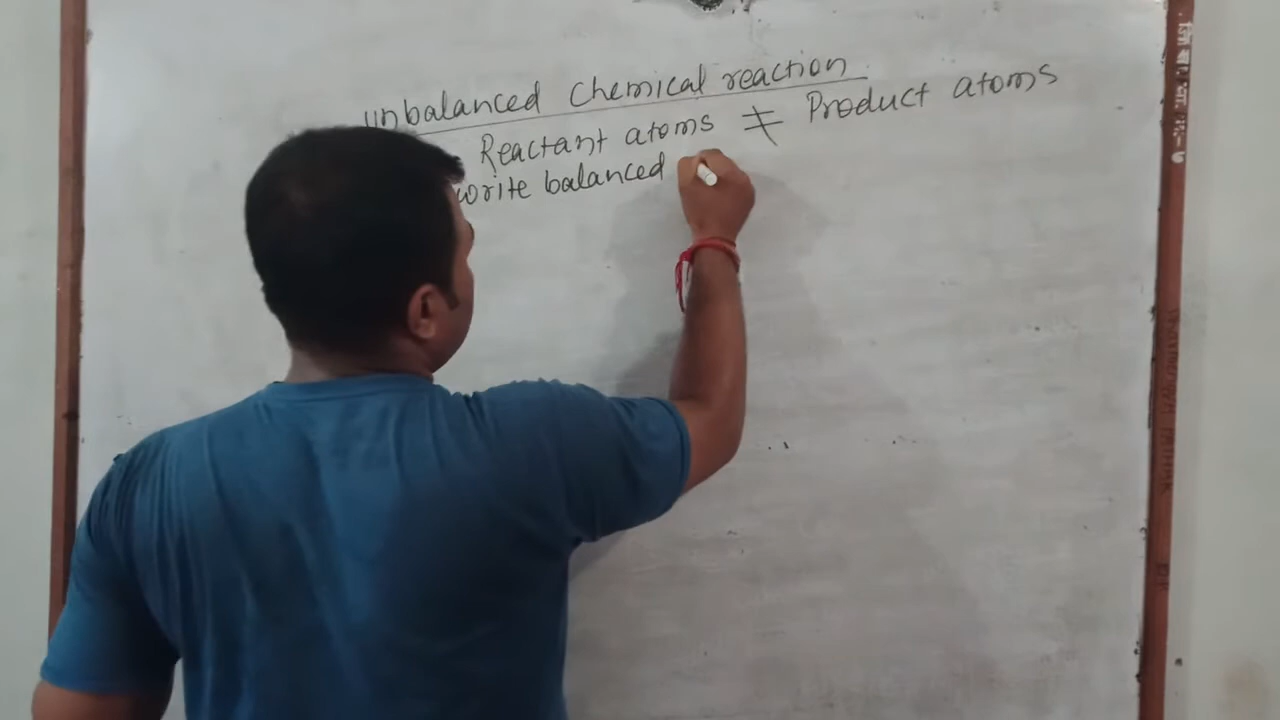 unbalanced Chemical reaction
Reactant atoms ≠ Product atoms
write balanced